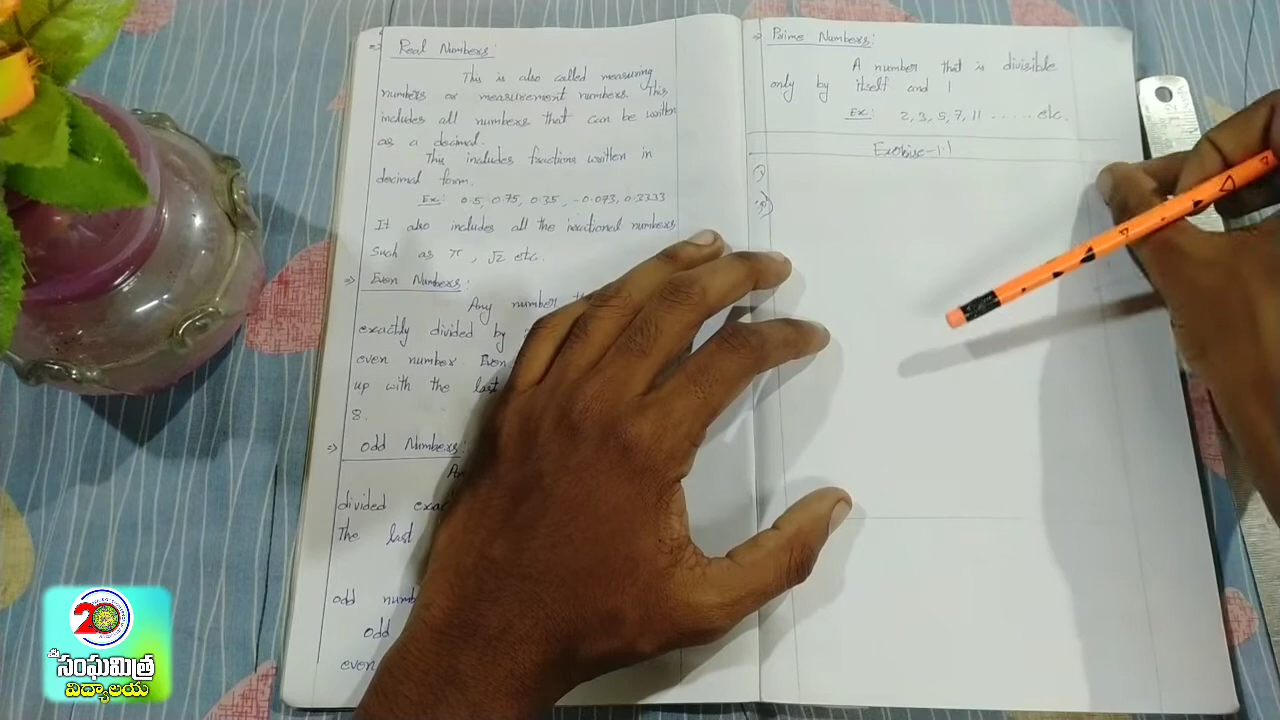 ⇒ Real Numbers:
This is also called measuring
numbers or measurement numbers. This
includes all numbers that can be written
as a decimal.
This includes fractions written in
decimal form.
Ex: 0.5, 0.75, 0.35, -0.073, 0.3333
It also includes all the irrational numbers
such as π, √2 etc.
⇒ Even Numbers:
Any number
exactly divided by
even number. Even
up with the last
8.
⇒ odd Numbers:
divided
The last
odd
odd
even
⇒ Prime Numbers:
A number that is divisible
only by itself and 1
Ex: 2, 3, 5, 7, 11 ..... etc.
Exercise-1.1
20
శ్రీ
సంఘమిత్ర
విద్యాలయ